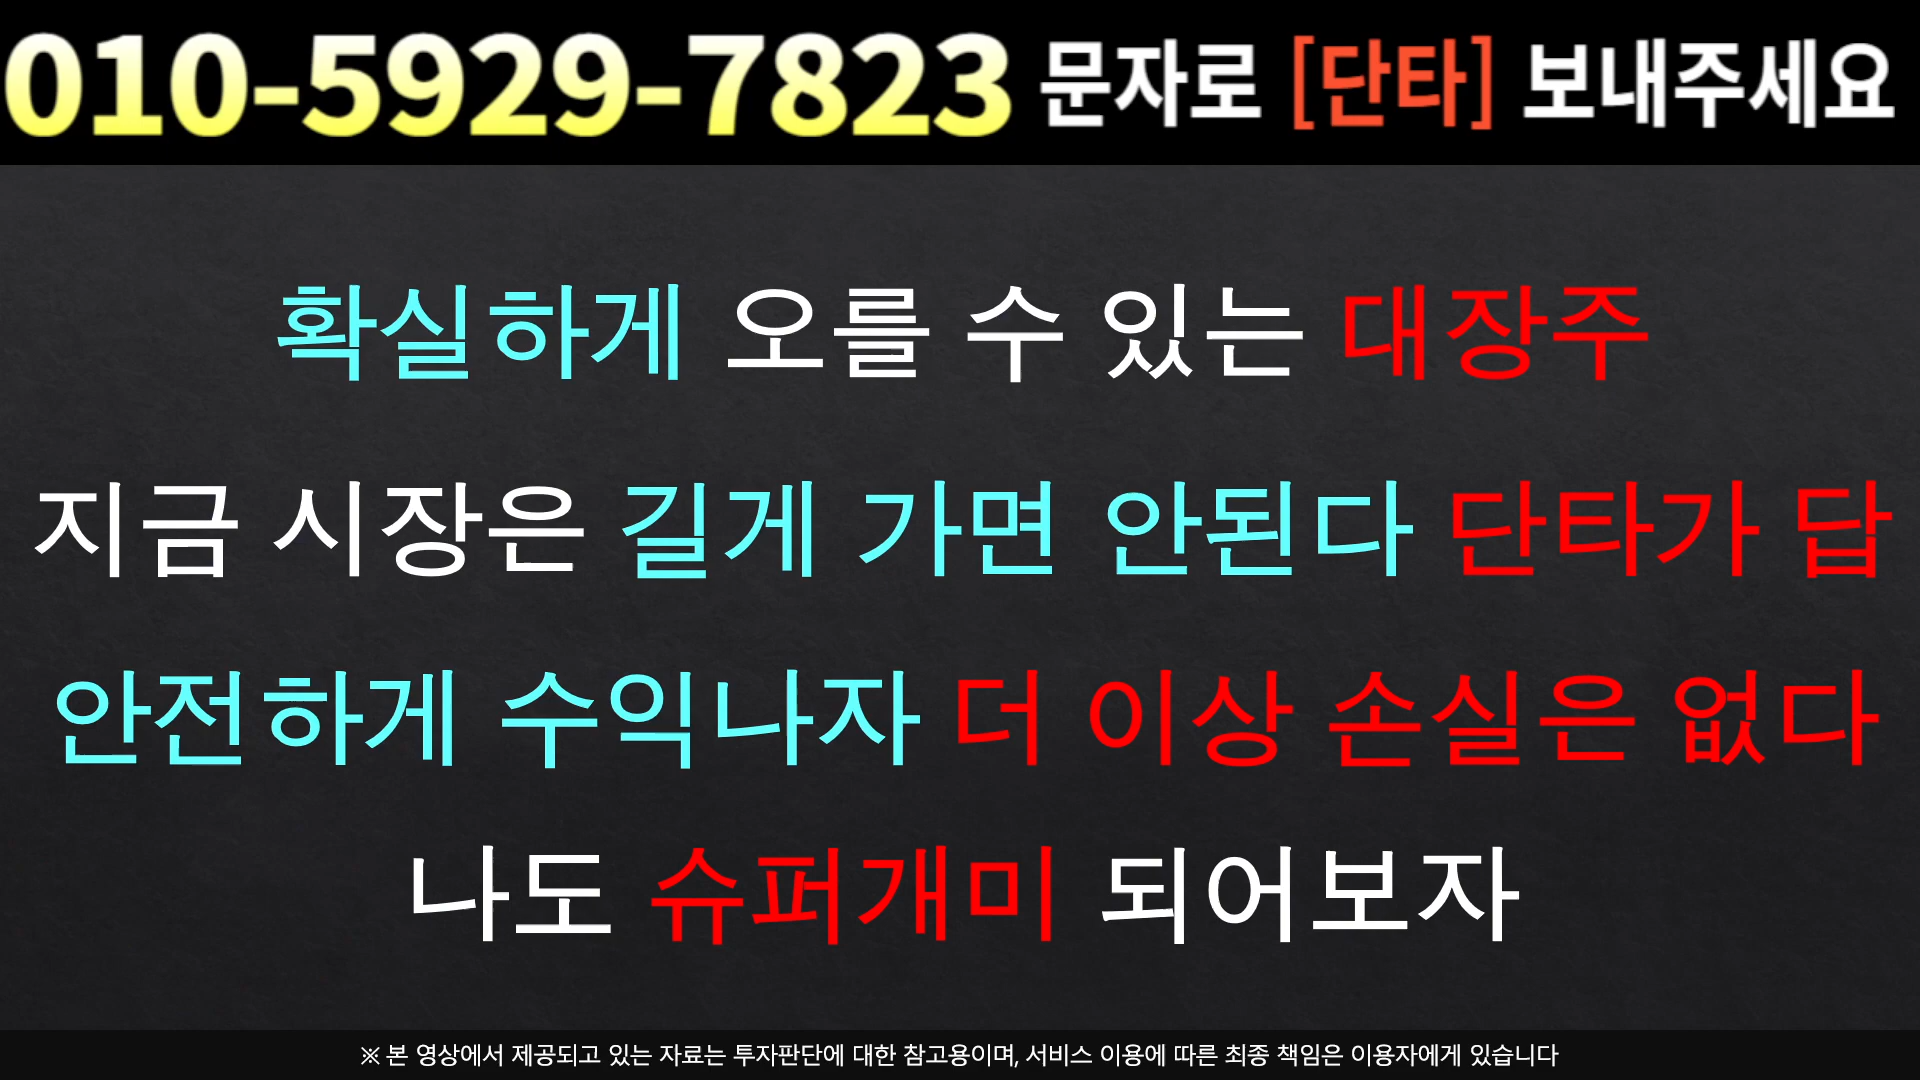 010-5929-7823 문자로 [단타] 보내주세요
확실하게 오를 수 있는 대장주
지금 시장은 길게 가면 안된다 단타가 답
안전하게 수익나자 더 이상 손실은 없다
나도 슈퍼개미 되어보자
※ 본 영상에서 제공되고 있는 자료는 투자판단에 대한 참고용이며, 서비스 이용에 따른 최종 책임은 이용자에게 있습니다